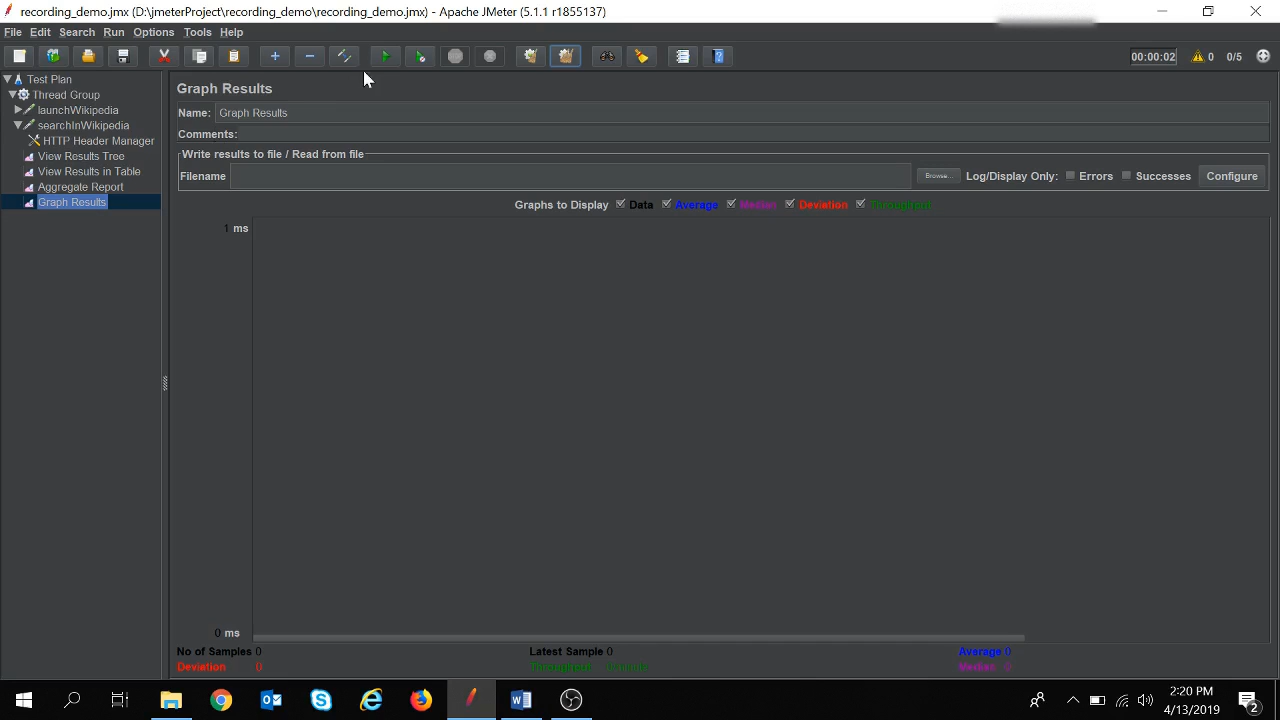 recording_demo.jmx (D:\jmeterProject\recording_demo\recording_demo.jmx) - Apache JMeter (5.1.1 r1855137)
File Edit Search Run Options Tools Help
00:00:02 0 0/5
Test Plan
Thread Group
launchWikipedia
searchInWikipedia
HTTP Header Manager
View Results Tree
View Results in Table
Aggregate Report
Graph Results
Graph Results
Name: Graph Results
Comments:
Write results to file / Read from file
Filename Browse... Log/Display Only: Errors Successes Configure
Graphs to Display Data Average Median Deviation Throughput
1 ms
0 ms
No of Samples 0 Latest Sample 0 Average 0
Deviation 0 Throughput Median 0
2:20 PM
4/13/2019
2